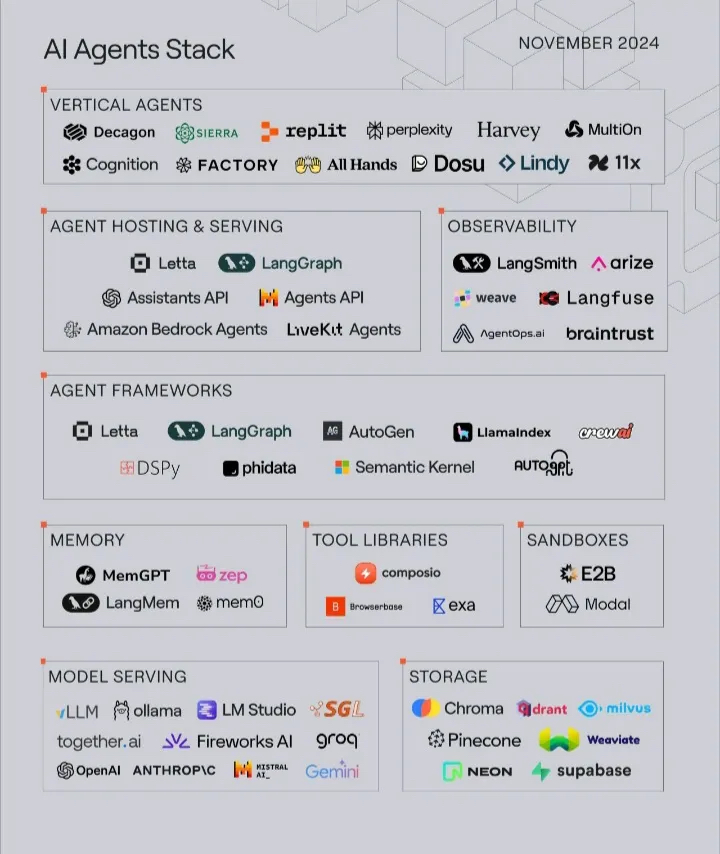 AI Agents Stack
NOVEMBER 2024
VERTICAL AGENTS
Decagon SIERRA replit perplexity Harvey MultiOn
Cognition FACTORY All Hands Dosu Lindy 11x
AGENT HOSTING & SERVING
Letta LangGraph
Assistants API Agents API
Amazon Bedrock Agents LiveKit Agents
OBSERVABILITY
LangSmith arize
weave Langfuse
AgentOps.ai braintrust
AGENT FRAMEWORKS
Letta LangGraph AG AutoGen LlamaIndex crewai
DSPy phidata Semantic Kernel AUTOgpt
MEMORY
MemGPT zep
LangMem mem0
TOOL LIBRARIES
composio
B Browserbase exa
SANDBOXES
E2B
Modal
MODEL SERVING
vLLM ollama LM Studio SGL
together.ai Fireworks AI groq
OpenAI ANTHROP\C MISTRAL AI_ Gemini
STORAGE
Chroma qdrant milvus
Pinecone Weaviate
N NEON supabase